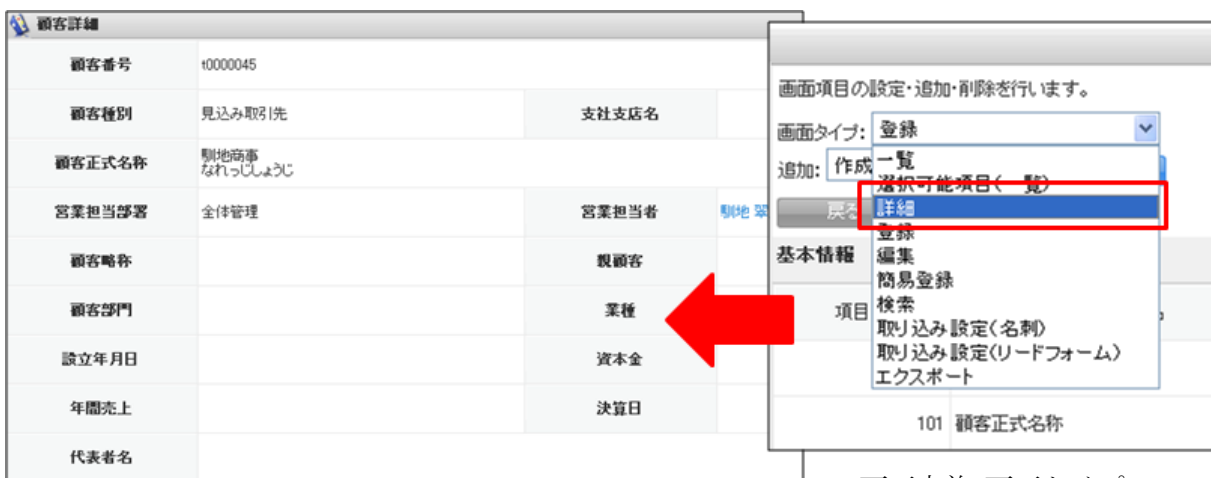 顧客詳細
顧客番号 t0000045
顧客種別 見込み取引先 支社支店名
顧客正式名称 馴地商事
なれっじしょうじ
営業担当部署 全体管理 営業担当者 馴地 翠
顧客略称 親顧客
顧客部門 業種
設立年月日 資本金
年間売上 決算日
代表者名
画面項目の設定・追加・削除を行います。
画面タイプ: 登録
追加: 作成
一覧
選択可能項目(一覧)
戻る
詳細
登録
基本情報
編集
簡易登録
項目
検索
取り込み設定(名刺)
取り込み設定(リードフォーム)
エクスポート
101 顧客正式名称